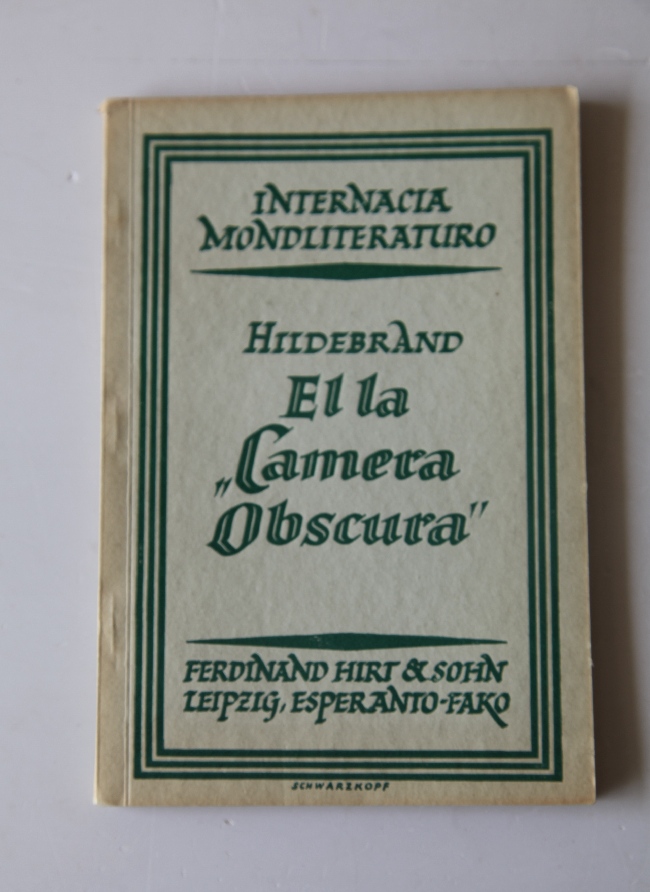 INTERNACIA
MONDLITERATURO
HILDEBRAND
El la
„Camera
Obscura"
FERDINAND HIRT & SOHN
LEIPZIG, ESPERANTO-FAKO
SCHWARZKOPF